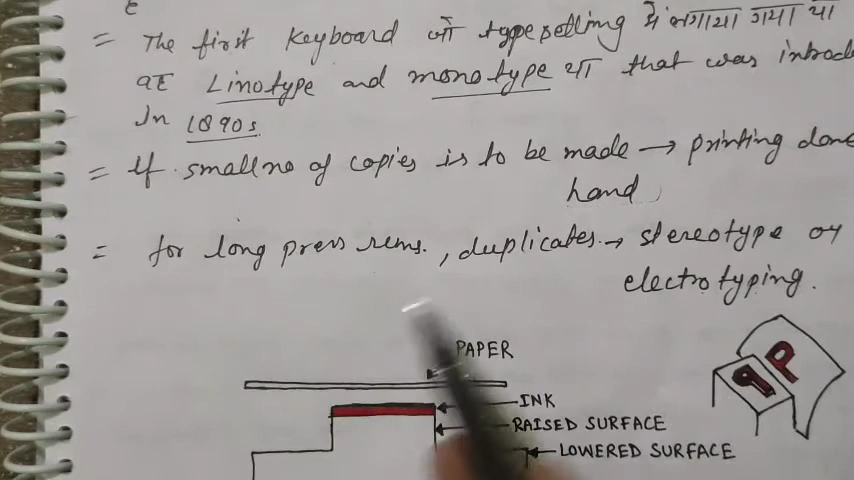 = The first keyboard जो typesetting में लगाया गया था
वह Linotype and monotype था that was introd
In 1890s.
= If small no of copies is to be made → printing done
hand
= for long press runs., duplicates → stereotype or
electrotyping.
PAPER
INK
RAISED SURFACE
LOWERED SURFACE
P